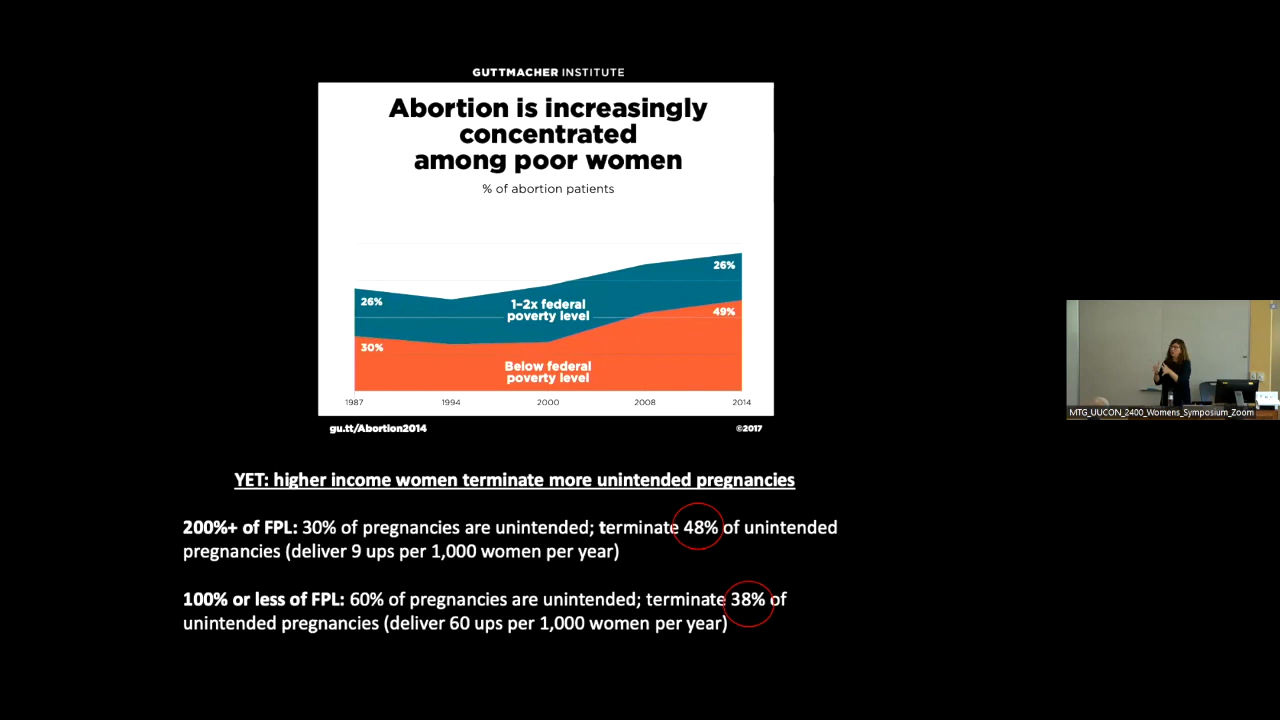 GUTTMACHER INSTITUTE
Abortion is increasingly
concentrated
among poor women
% of abortion patients
26%
26%
1–2x federal
poverty level
49%
30%
Below federal
poverty level
1987 1994 2000 2008 2014
gu.tt/Abortion2014 ©2017
YET: higher income women terminate more unintended pregnancies
200%+ of FPL: 30% of pregnancies are unintended; terminate 48% of unintended
pregnancies (deliver 9 ups per 1,000 women per year)
100% or less of FPL: 60% of pregnancies are unintended; terminate 38% of
unintended pregnancies (deliver 60 ups per 1,000 women per year)
MTG_UUCON_2400_Womens_Symposium_Zoom